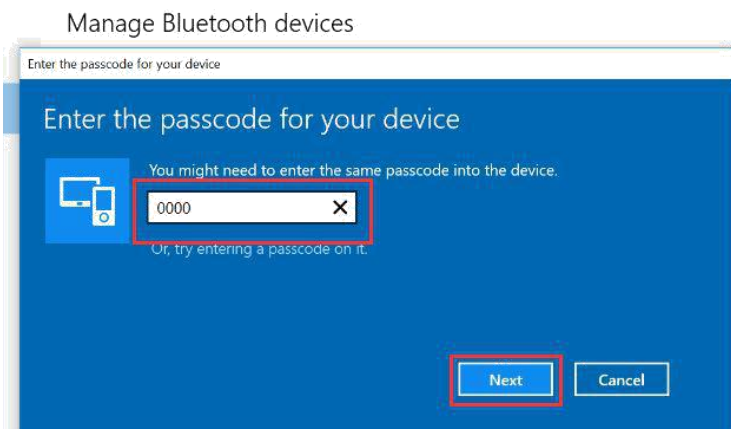 Manage Bluetooth devices
Enter the passcode for your device
Enter the passcode for your device
You might need to enter the same passcode into the device.
0000
Or, try entering a passcode on it.
Next
Cancel